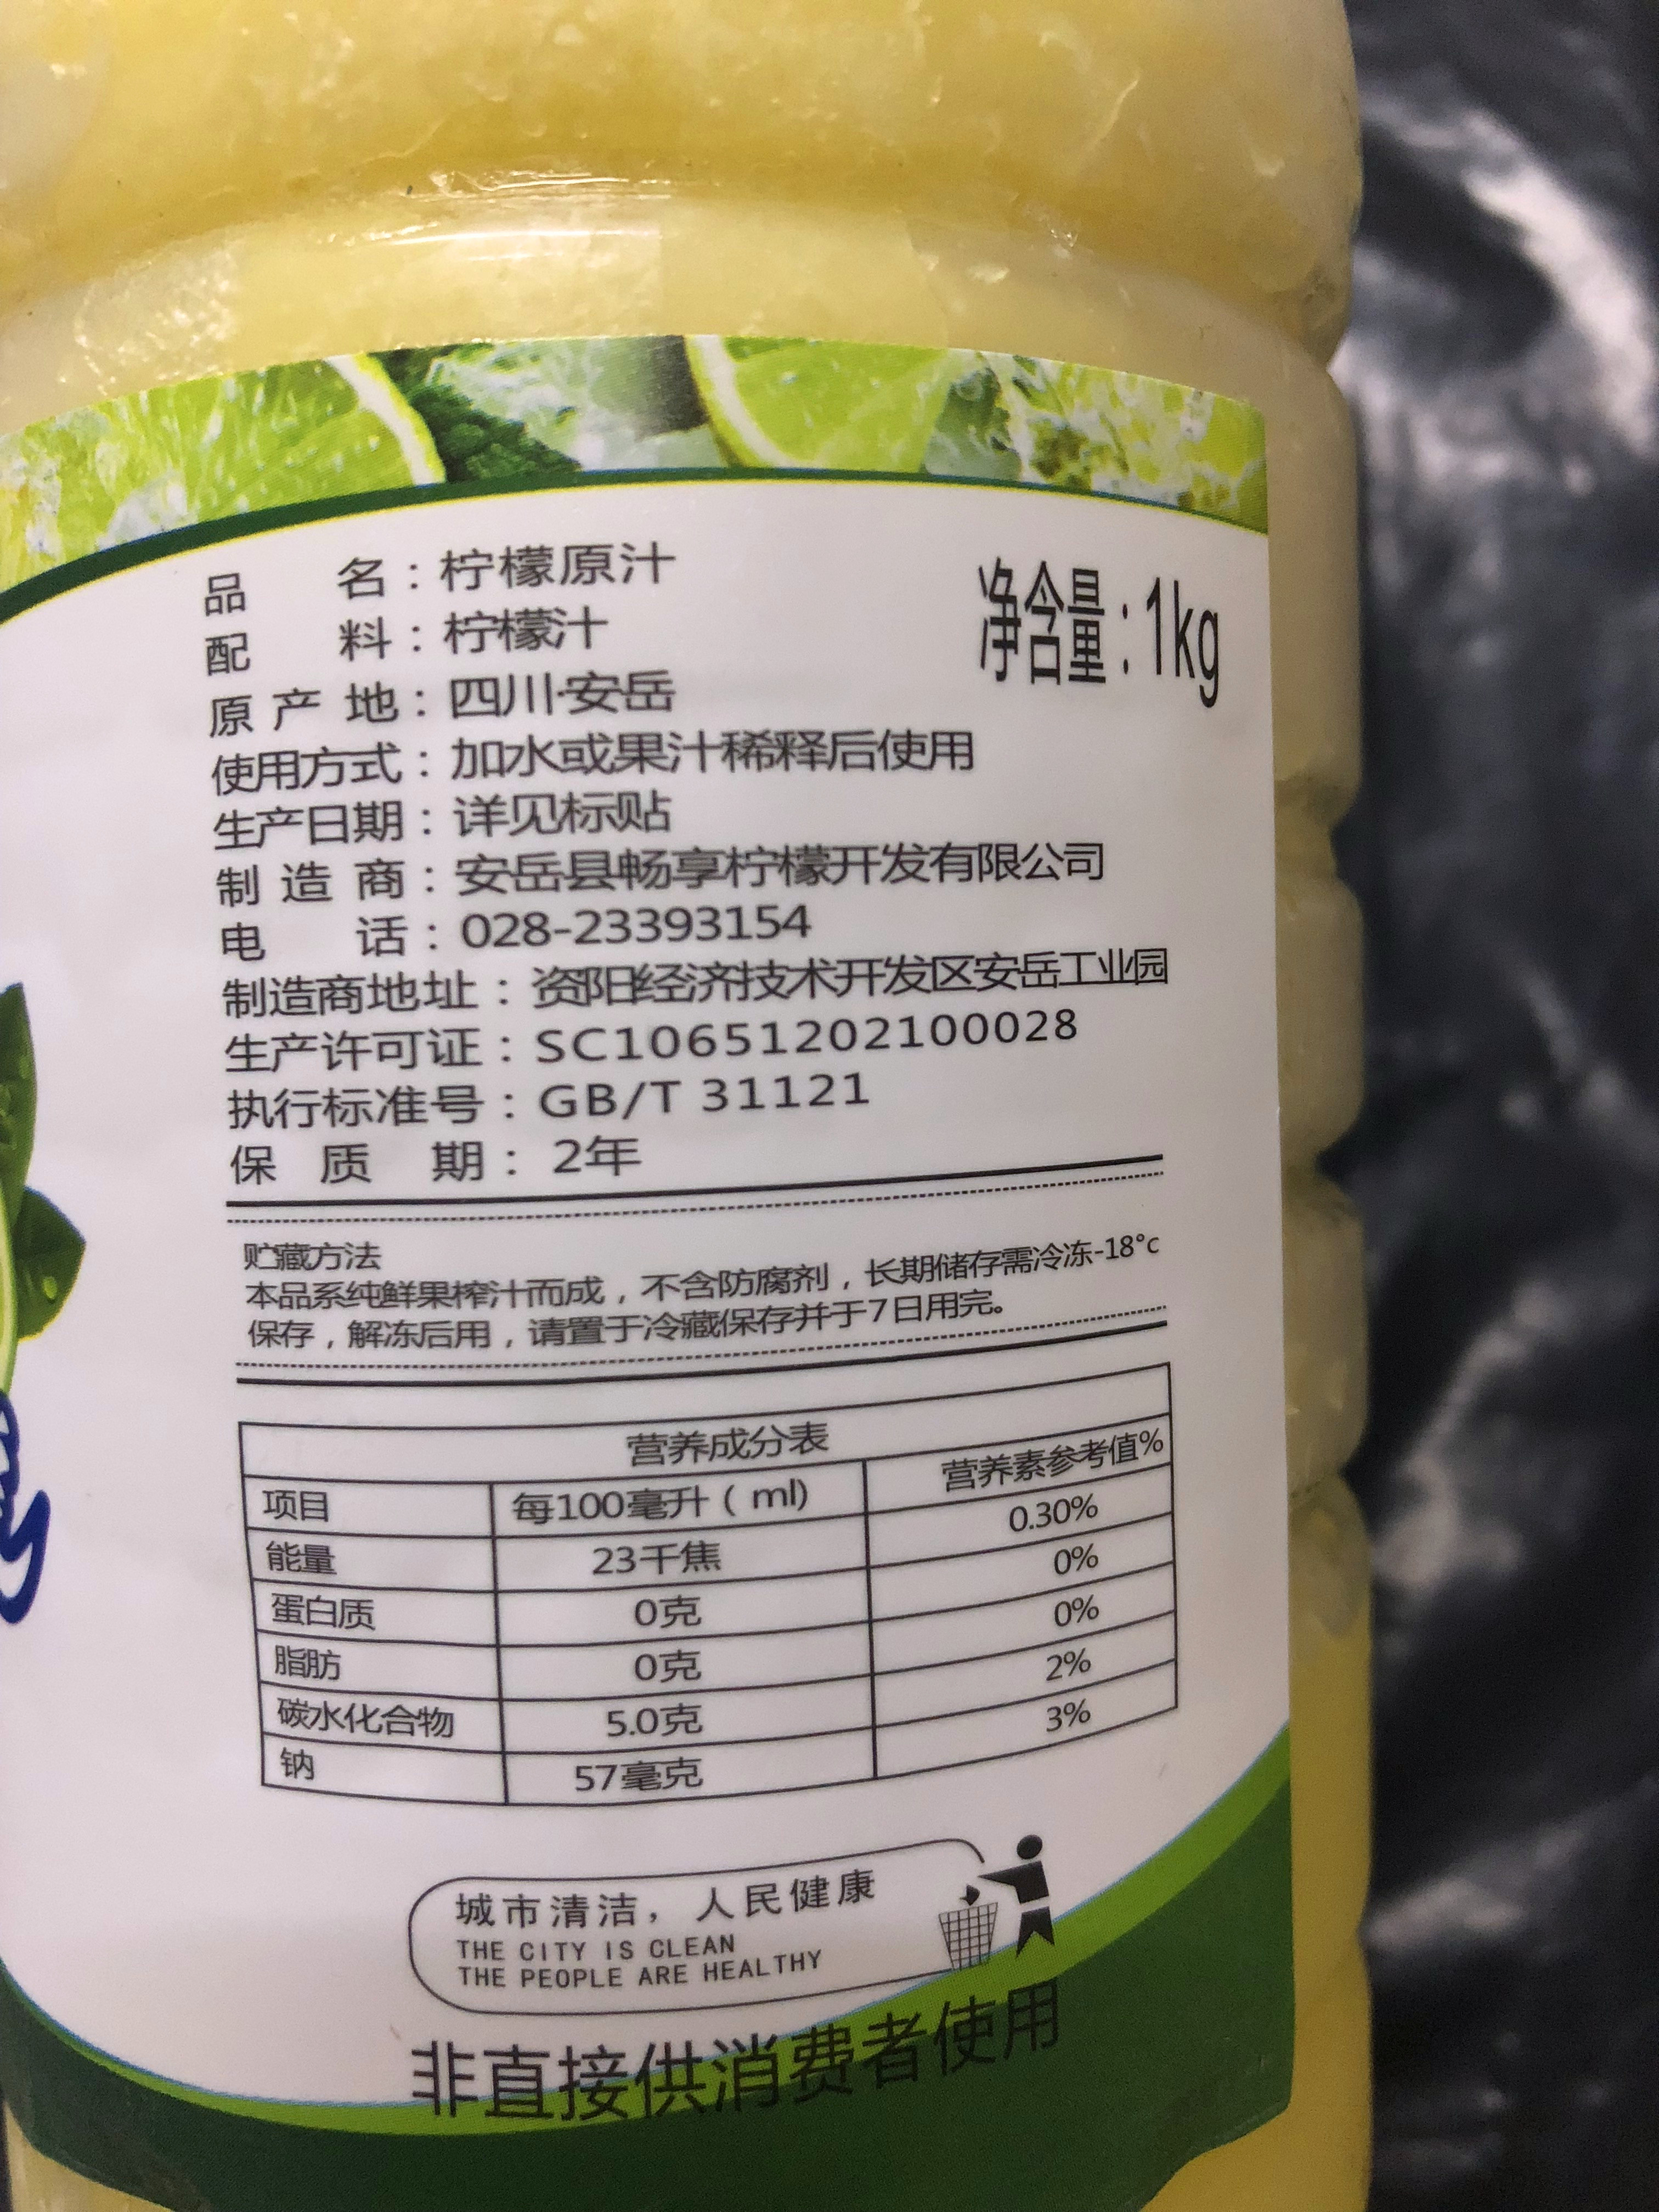 品名：柠檬原汁
净含量：1kg
配料：柠檬汁
原产地：四川·安岳
使用方式：加水或果汁稀释后使用
生产日期：详见标贴
制造商：安岳县畅享柠檬开发有限公司
电话：028-23393154
制造商地址：资阳经济技术开发区安岳工业园
生产许可证：SC10651202100028
执行标准号：GB/T 31121
保质期：2年
贮藏方法
本品系纯鲜果榨汁而成，不含防腐剂，长期储存需冷冻-18°c
保存，解冻后用，请置于冷藏保存并于7日用完。
营养成分表
项目 每100毫升（ml) 营养素参考值%
能量 23千焦 0.30%
蛋白质 0克 0%
脂肪 0克 0%
碳水化合物 5.0克 2%
钠 57毫克 3%
城市清洁，人民健康
THE CITY IS CLEAN
THE PEOPLE ARE HEALTHY
非直接供消费者使用